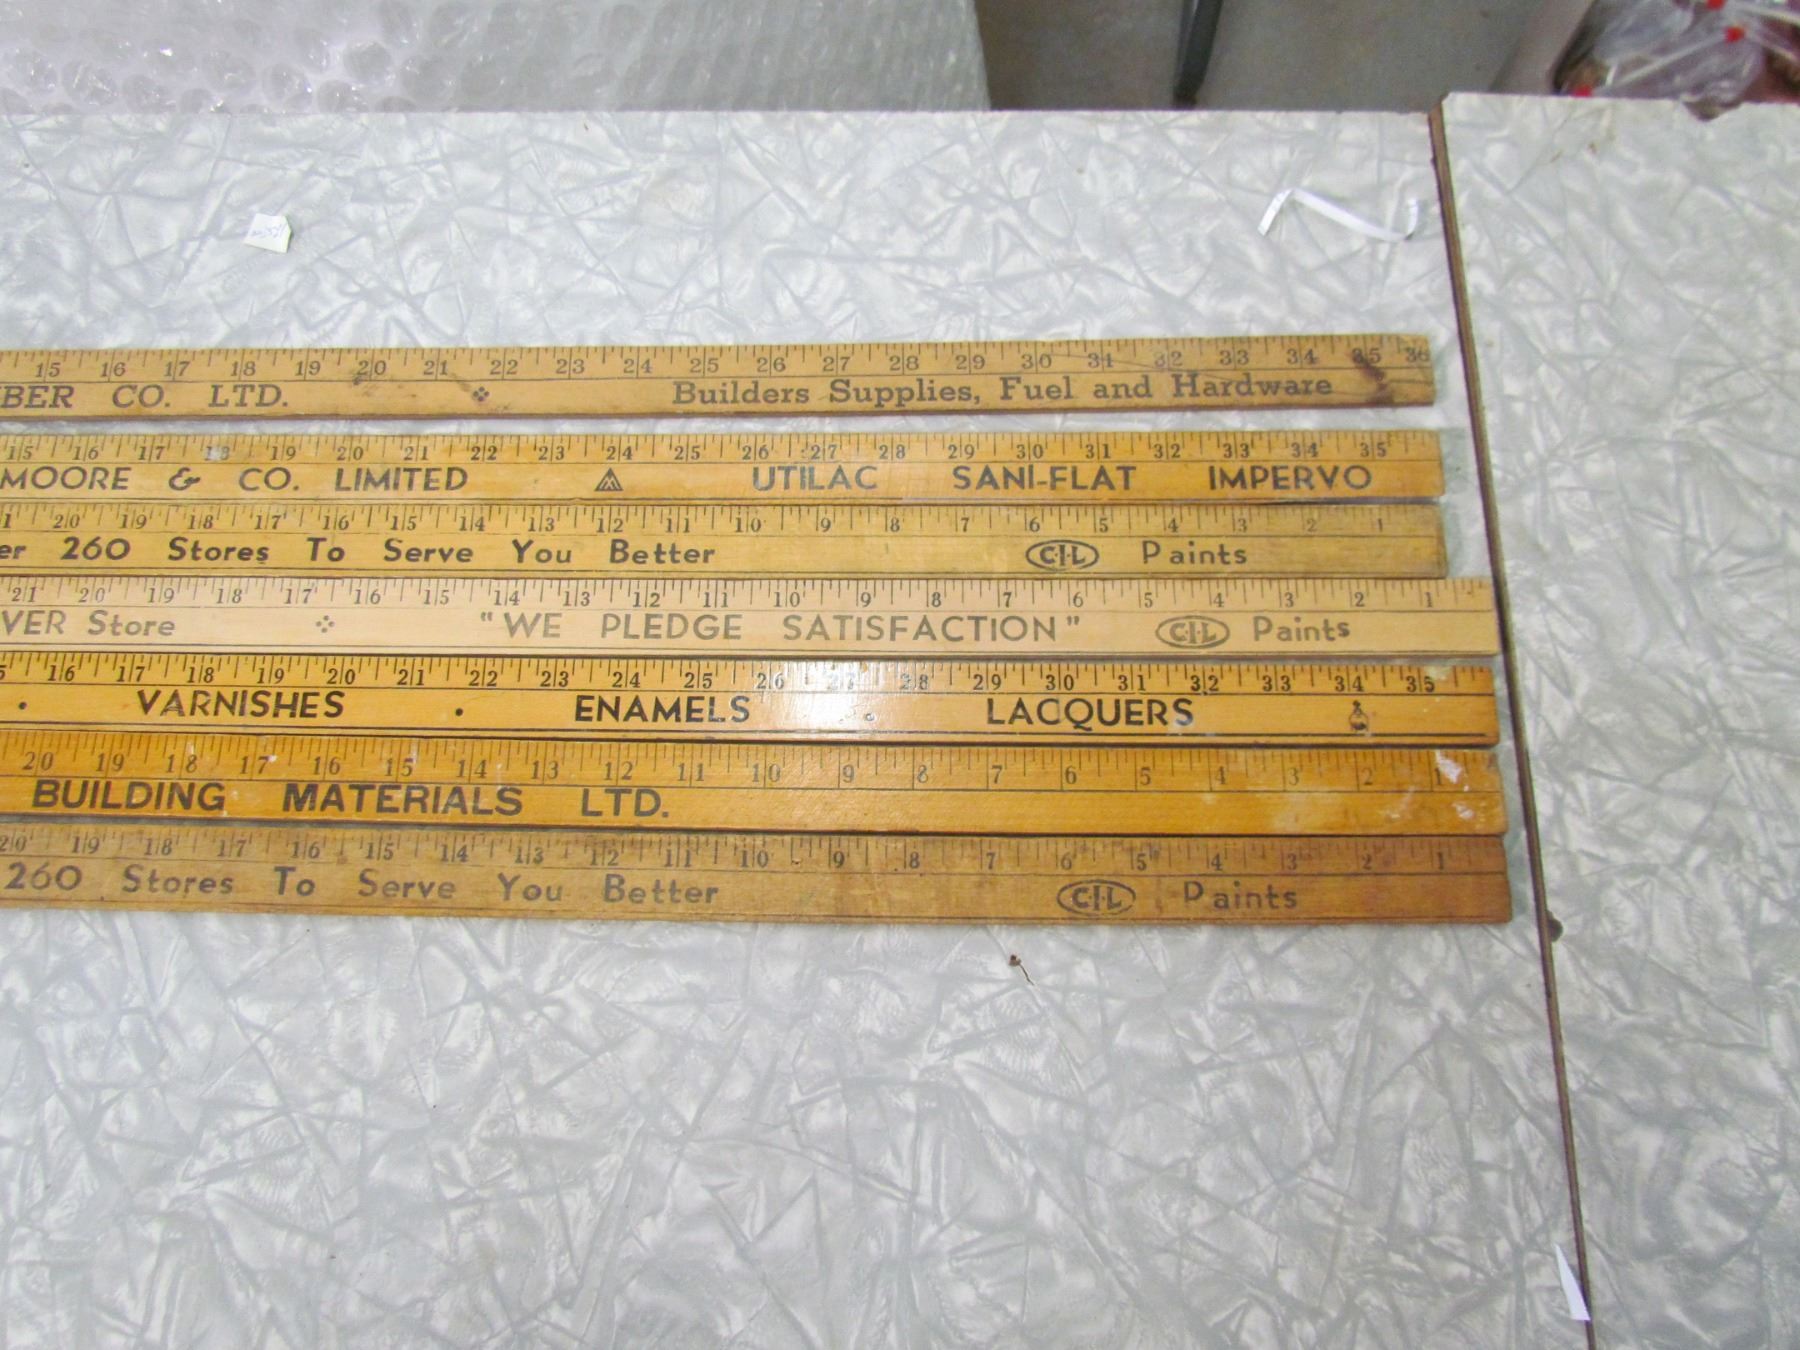 15 16 17 18 19 20 21 22 23 24 25 26 27 28 29 30 31 32 33 34 35 36
BER CO. LTD. Builders Supplies, Fuel and Hardware
15 16 17 18 19 20 21 22 23 24 25 26 27 28 29 30 31 32 33 34 35
MOORE & CO. LIMITED UTILAC SANI-FLAT IMPERVO
1 20 19 18 17 16 15 14 13 12 11 10 9 8 7 6 5 4 3 2 1
er 260 Stores To Serve You Better C-I-L Paints
21 20 19 18 17 16 15 14 13 12 11 10 9 8 7 6 5 4 3 2 1
VER Store "WE PLEDGE SATISFACTION" C-I-L Paints
5 16 17 18 19 20 21 22 23 24 25 26 27 28 29 30 31 32 33 34 35
• VARNISHES • ENAMELS • LACQUERS
20 19 18 17 16 15 14 13 12 11 10 9 8 7 6 5 4 3 2 1
BUILDING MATERIALS LTD.
20 19 18 17 16 15 14 13 12 11 10 9 8 7 6 5 4 3 2 1
260 Stores To Serve You Better C-I-L Paints